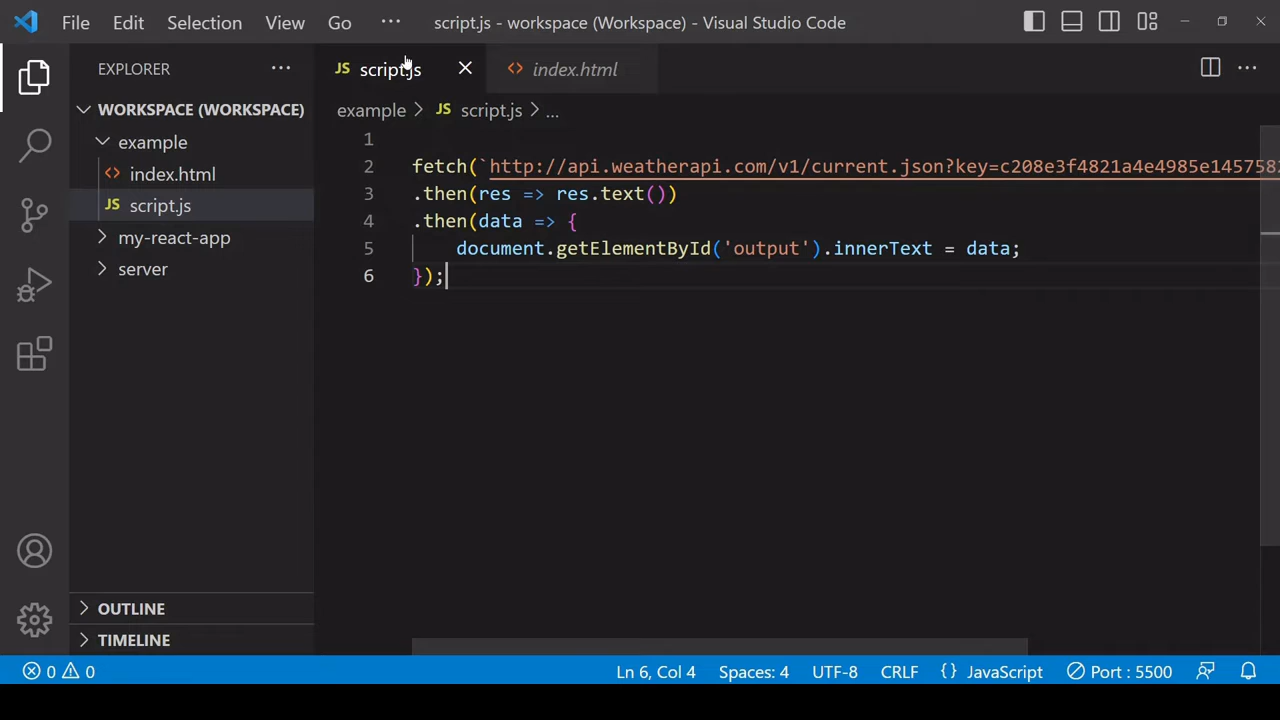 File Edit Selection View Go ··· script.js - workspace (Workspace) - Visual Studio Code
EXPLORER ···
JS script.js
<> index.html
WORKSPACE (WORKSPACE)
example > JS script.js > ...
example
<> index.html
JS script.js
my-react-app
server
1
2 fetch(`http://api.weatherapi.com/v1/current.json?key=c208e3f4821a4e4985e1457582
3 .then(res => res.text())
4 .then(data => {
5 document.getElementById('output').innerText = data;
6 });
OUTLINE
TIMELINE
0 0 Ln 6, Col 4 Spaces: 4 UTF-8 CRLF {} JavaScript Port : 5500